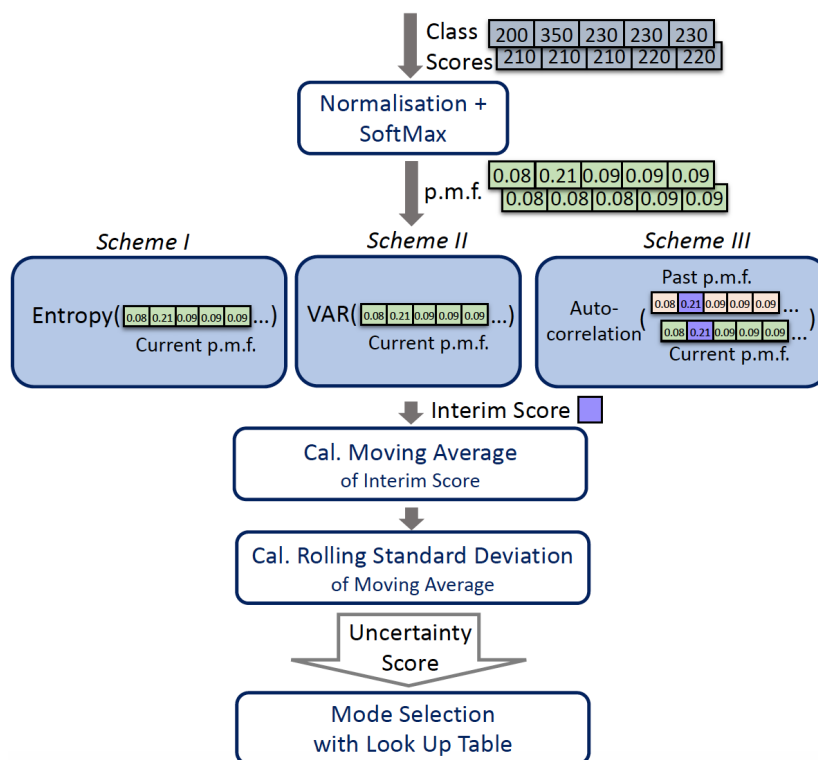 Class
Scores
200 350 230 230 230
210 210 210 220 220
Normalisation +
SoftMax
p.m.f.
0.08 0.21 0.09 0.09 0.09
0.08 0.08 0.08 0.09 0.09
Scheme I
Scheme II
Scheme III
Entropy( 0.08 0.21 0.09 0.09 0.09 ...)
Current p.m.f.
VAR( 0.08 0.21 0.09 0.09 0.09 ...)
Current p.m.f.
Past p.m.f.
Auto-
correlation
( 0.08 0.21 0.09 0.09 0.09 ...
0.08 0.21 0.09 0.09 0.09 ... )
Current p.m.f.
Interim Score
Cal. Moving Average
of Interim Score
Cal. Rolling Standard Deviation
of Moving Average
Uncertainty
Score
Mode Selection
with Look Up Table